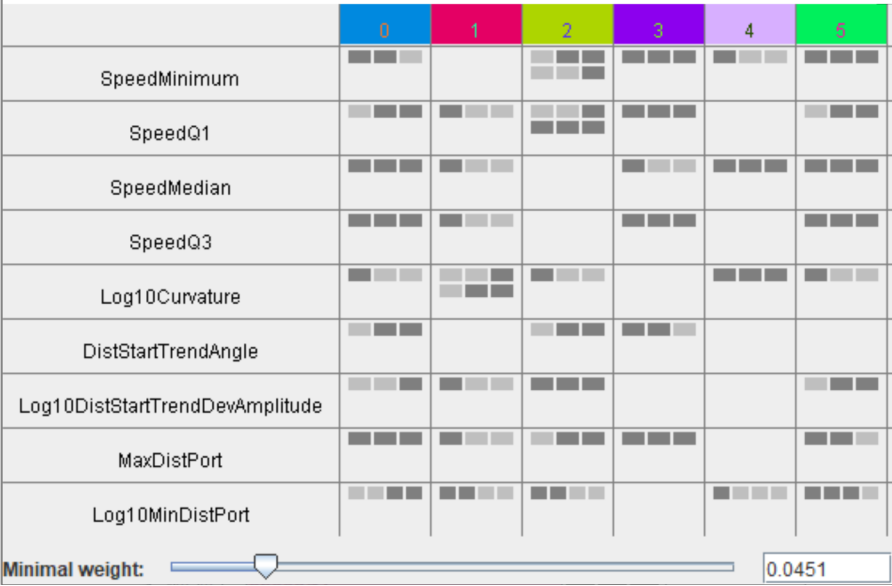 0 1 2 3 4 5
SpeedMinimum
SpeedQ1
SpeedMedian
SpeedQ3
Log10Curvature
DistStartTrendAngle
Log10DistStartTrendDevAmplitude
MaxDistPort
Log10MinDistPort
Minimal weight: 0.0451